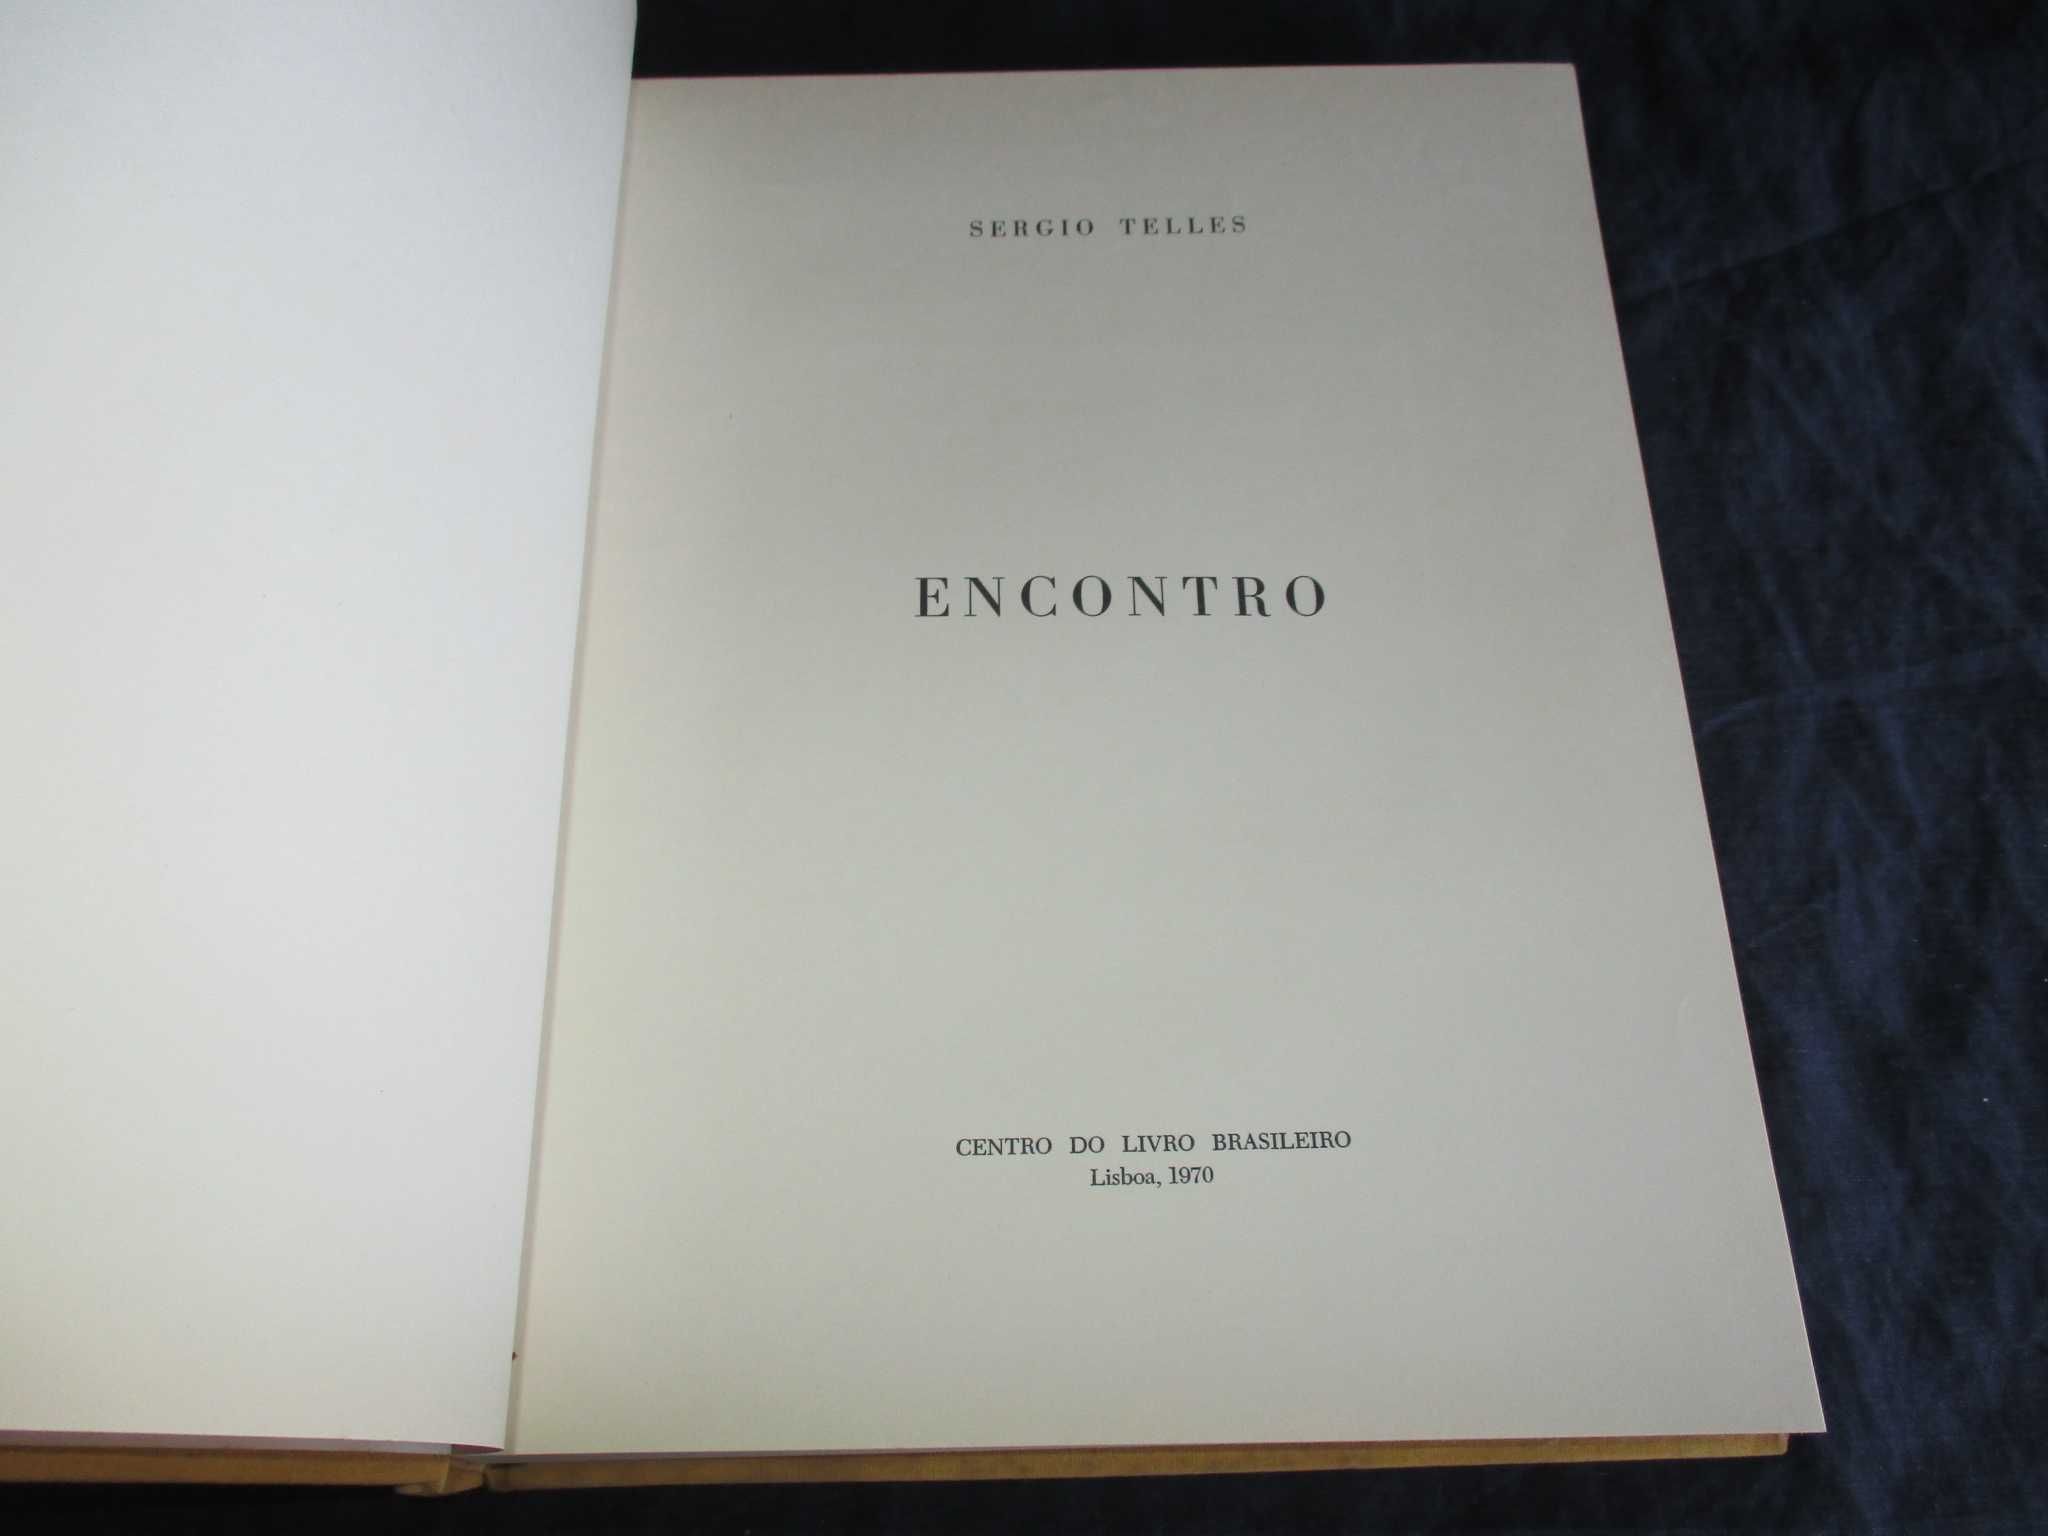 SERGIO TELLES
ENCONTRO
CENTRO DO LIVRO BRASILEIRO
Lisboa, 1970